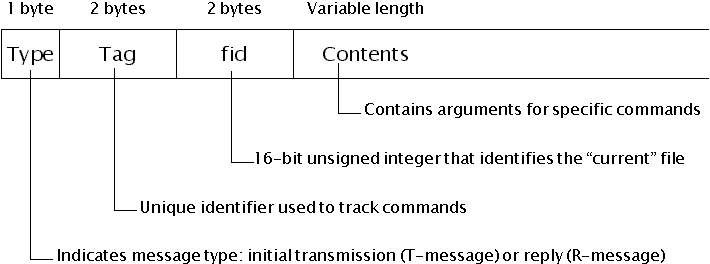 1 byte 2 bytes 2 bytes Variable length
Type Tag fid Contents
Contains arguments for specific commands
16-bit unsigned integer that identifies the “current” file
Unique identifier used to track commands
Indicates message type: initial transmission (T-message) or reply (R-message)